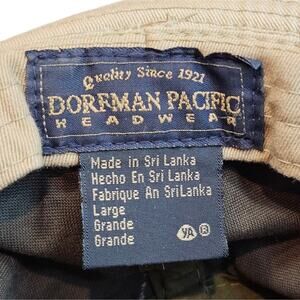 Quality Since 1921
DORFMAN PACIFIC
HEADWEAR
Made in Sri Lanka
Hecho En Sri Lanka
Fabrique An SriLanka
Large
Grande
Grande
YA R